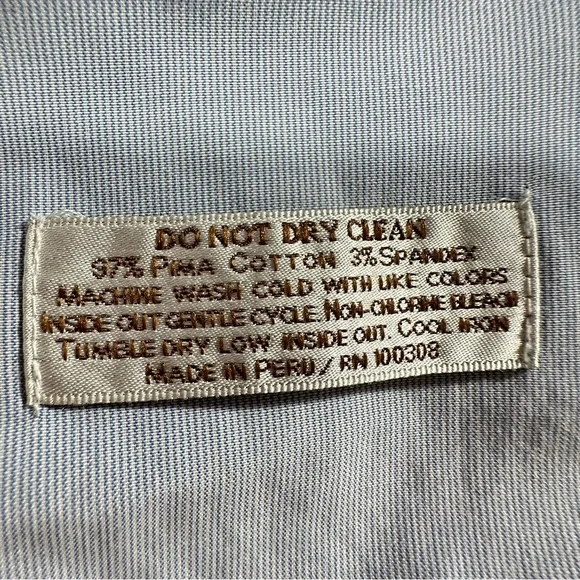 DO NOT DRY CLEAN
97% PIMA COTTON 3% SPANDEX
MACHINE WASH COLD WITH LIKE COLORS
INSIDE OUT GENTLE CYCLE. NON-CHLORINE BLEACH
TUMBLE DRY LOW INSIDE OUT. COOL IRON
MADE IN PERU / RN 100308